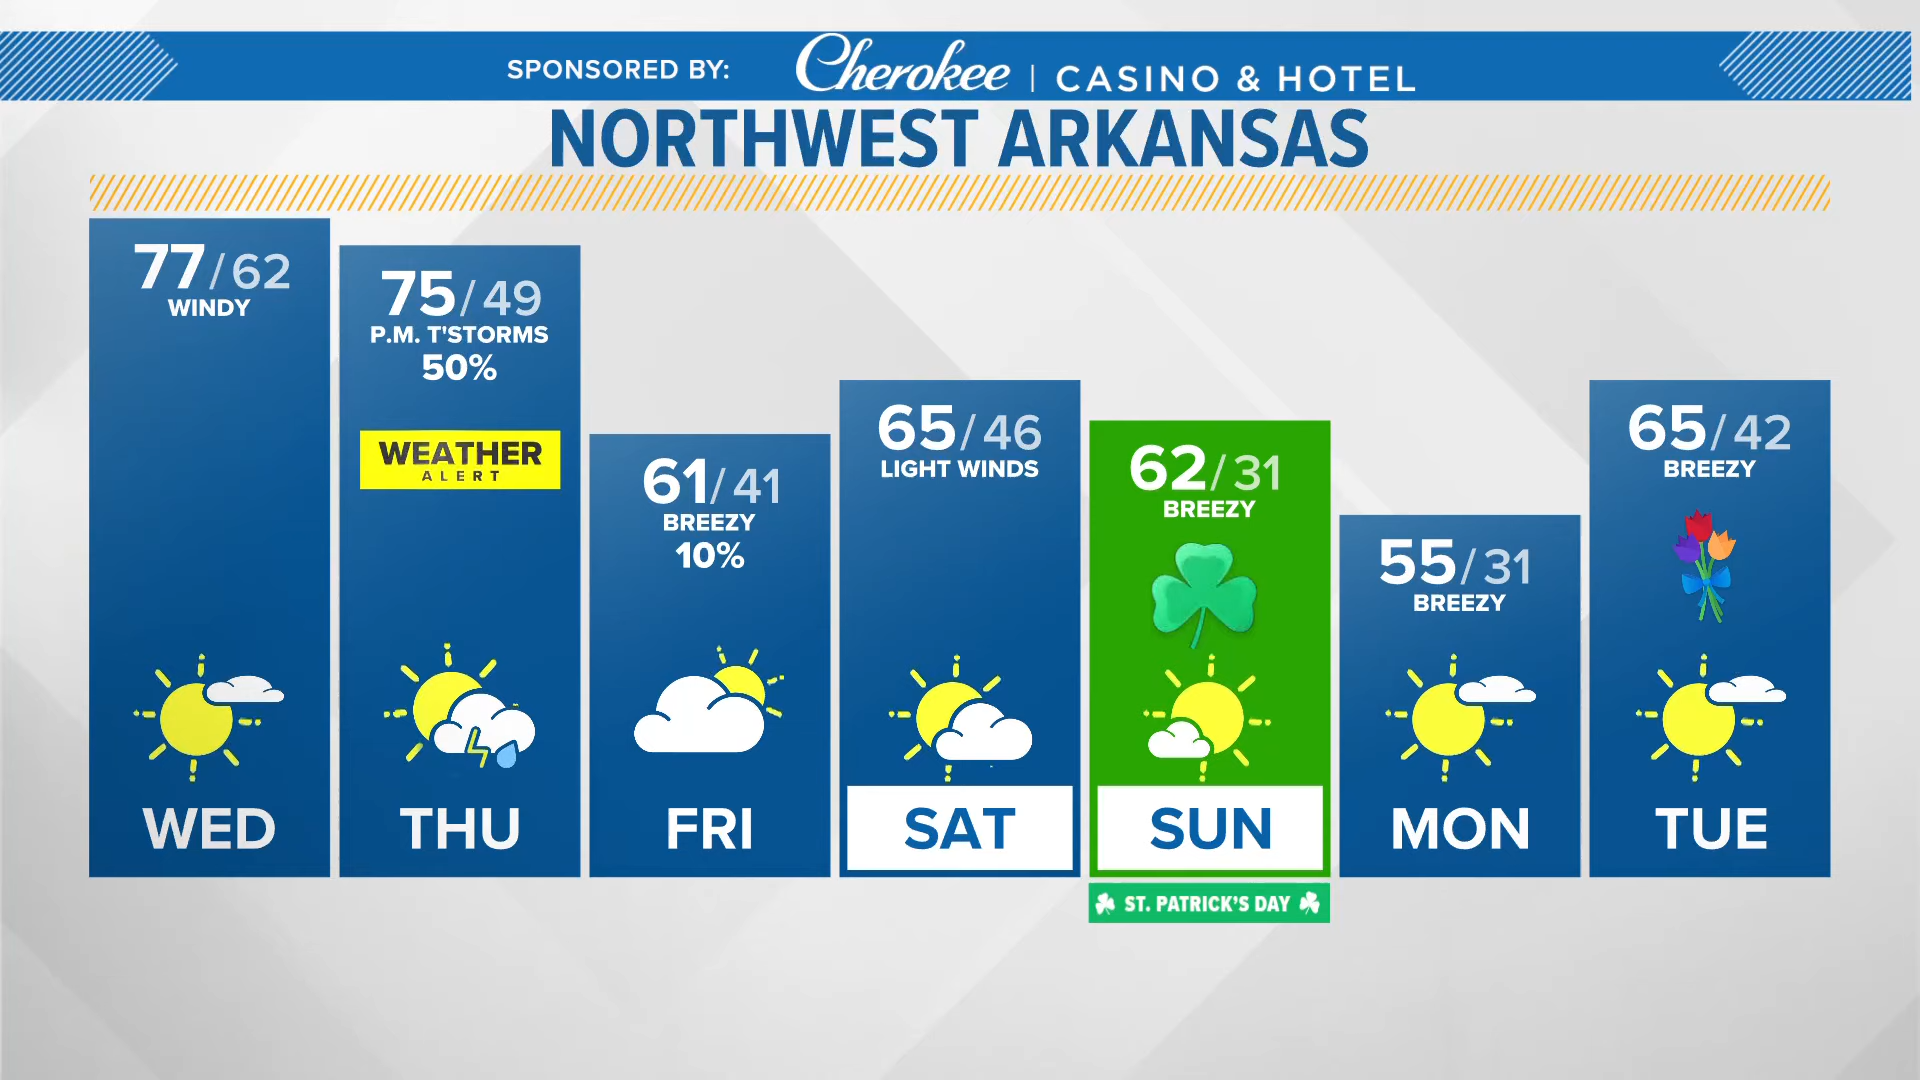 SPONSORED BY: Cherokee | CASINO & HOTEL
NORTHWEST ARKANSAS
77/62
WINDY
WED
75/49
P.M. T'STORMS
50%
WEATHER
ALERT
THU
61/41
BREEZY
10%
FRI
65/46
LIGHT WINDS
SAT
62/31
BREEZY
SUN
ST. PATRICK'S DAY
55/31
BREEZY
MON
65/42
BREEZY
TUE